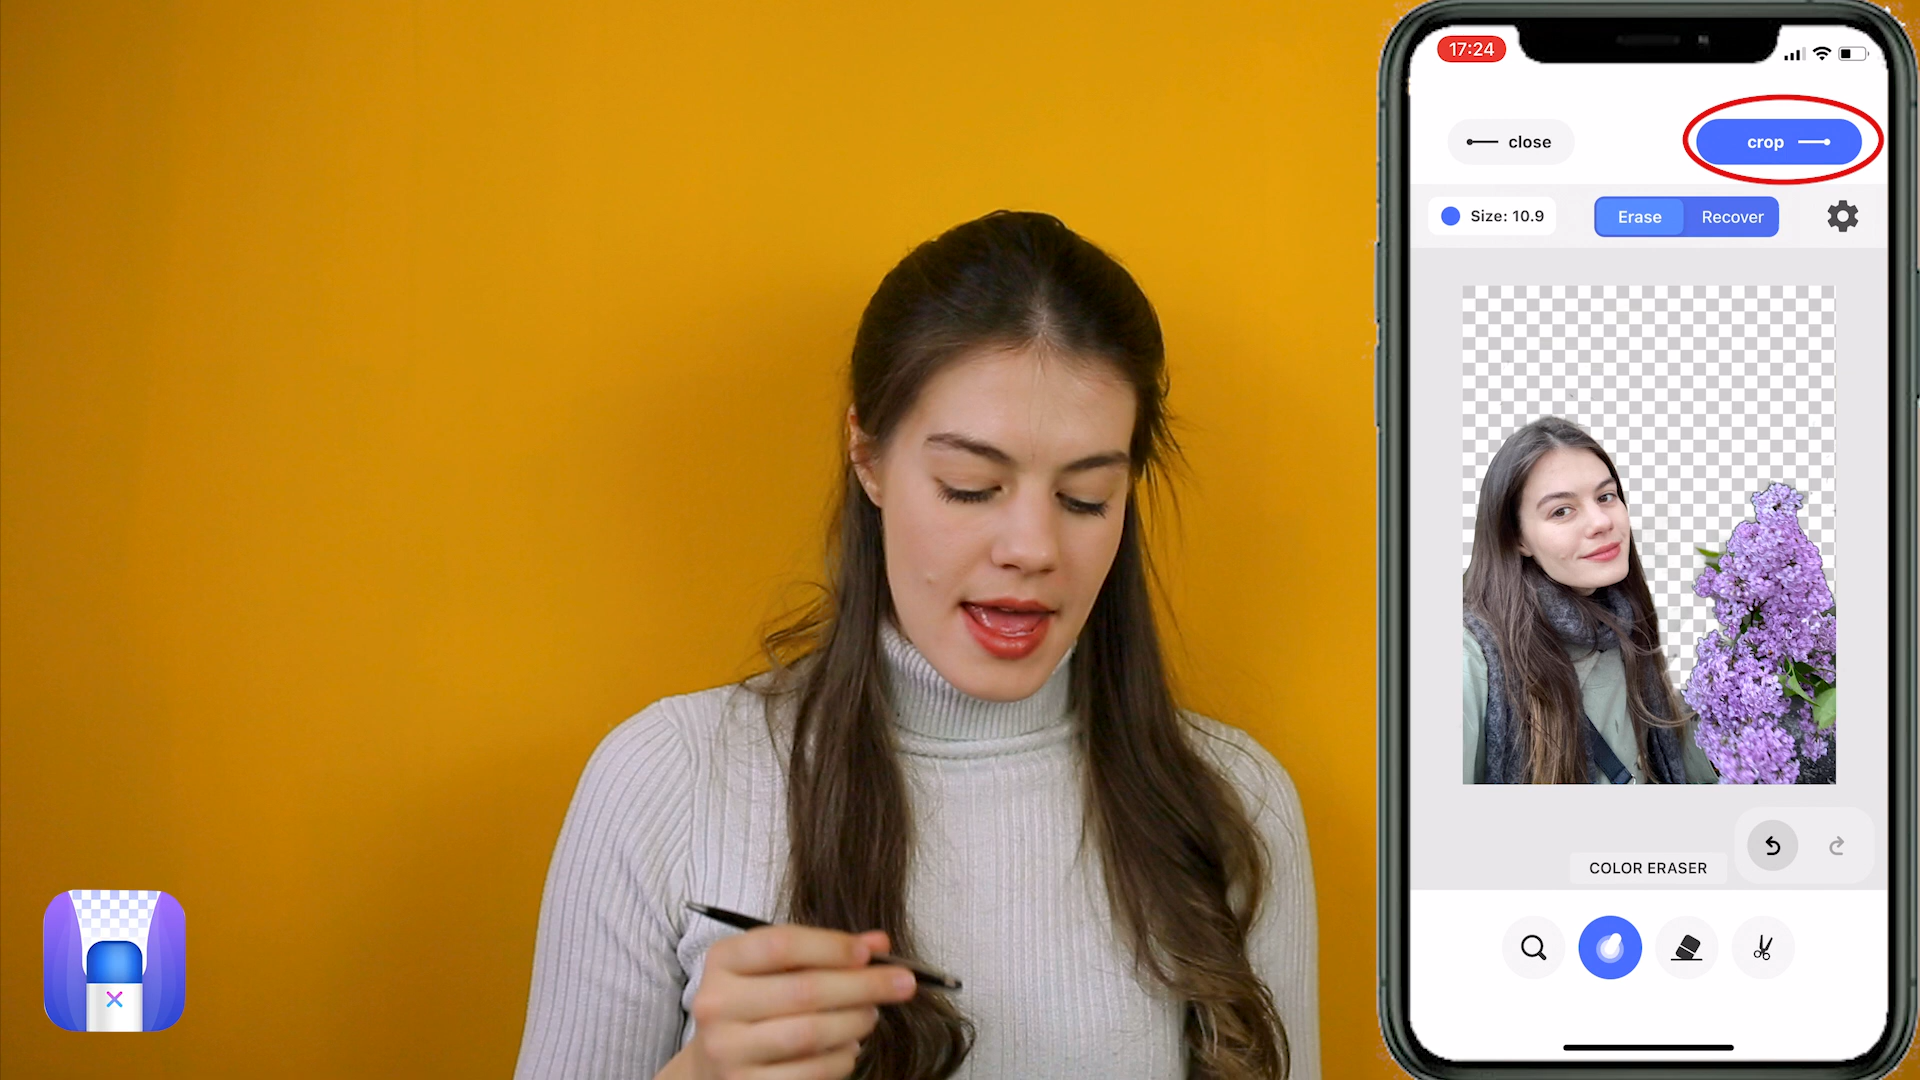 17:24
close
crop
Size: 10.9
Erase
Recover
COLOR ERASER